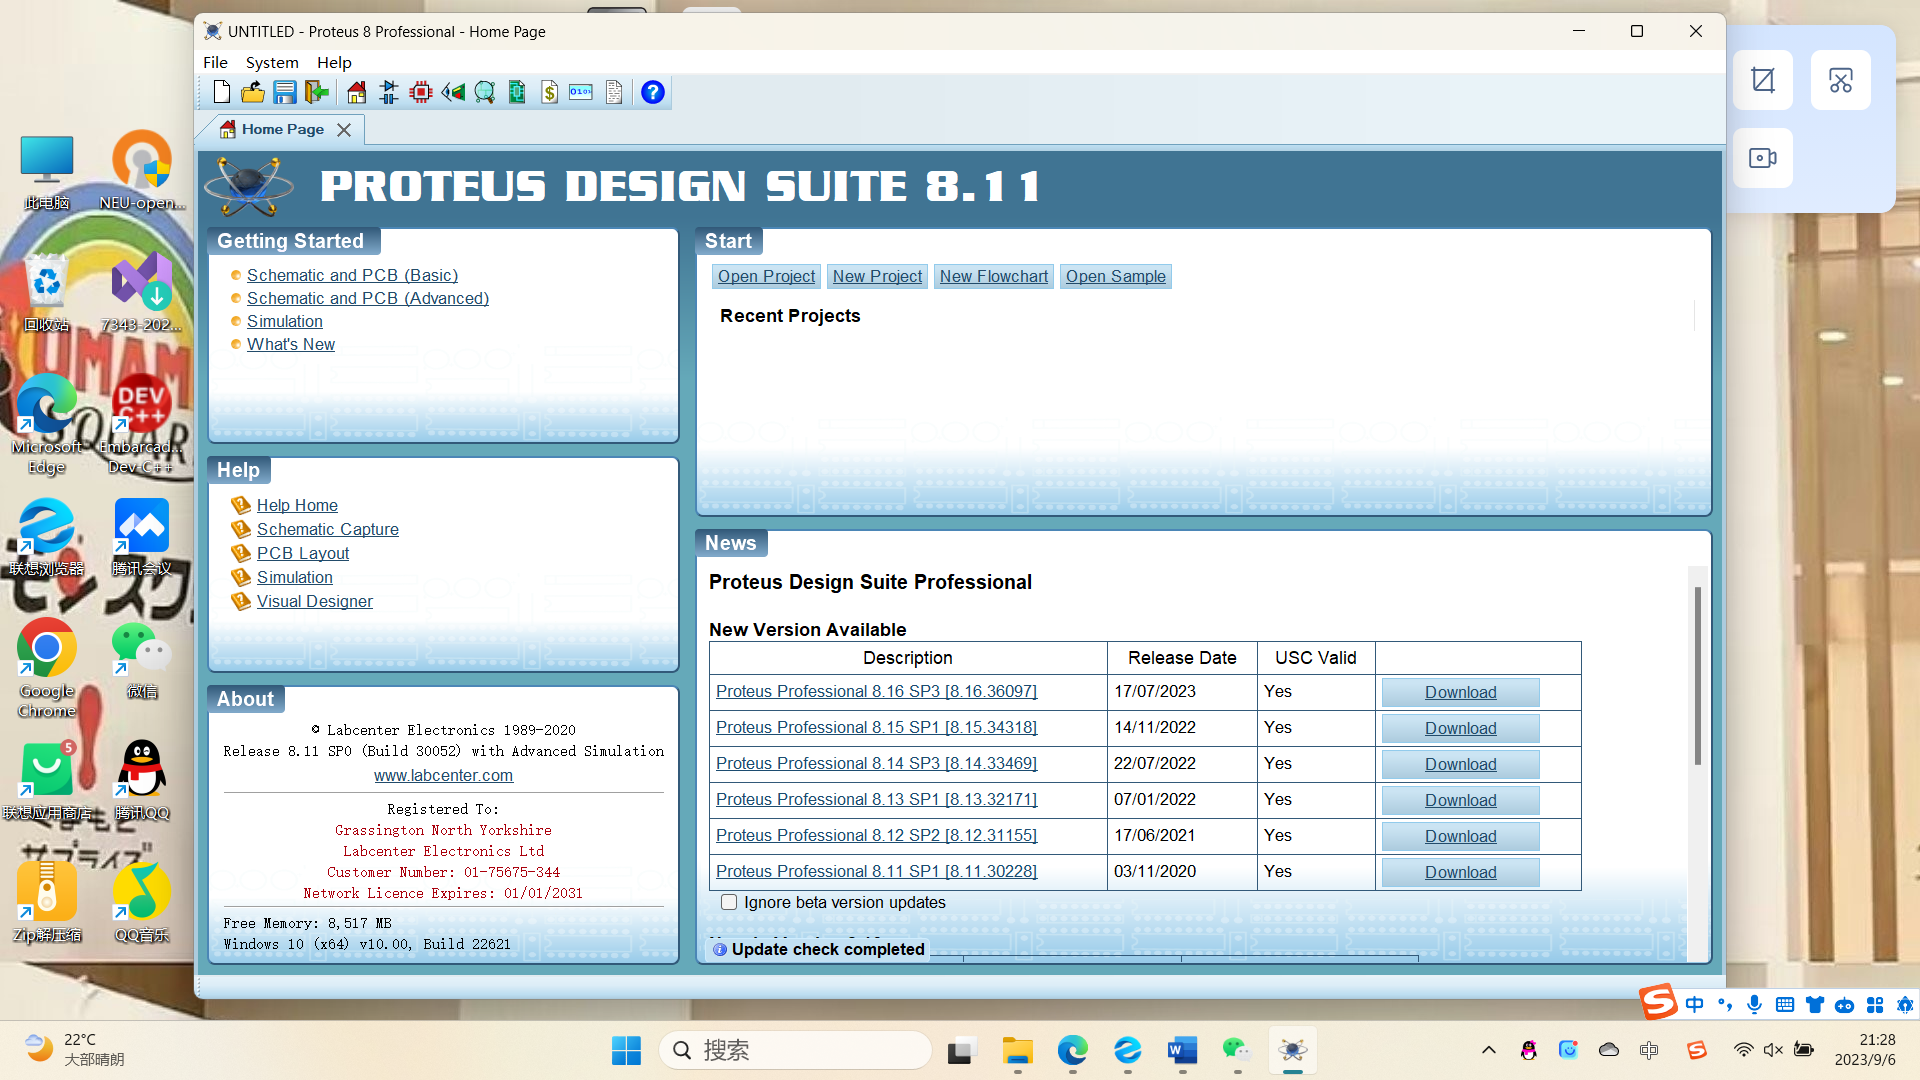 UNTITLED - Proteus 8 Professional - Home Page
File System Help
Home Page
PROTEUS DESIGN SUITE 8.11
Getting Started
Schematic and PCB (Basic)
Schematic and PCB (Advanced)
Simulation
What's New
Start
Open Project New Project New Flowchart Open Sample
Recent Projects
Help
Help Home
Schematic Capture
PCB Layout
Simulation
Visual Designer
News
Proteus Design Suite Professional
New Version Available
Description Release Date USC Valid
Proteus Professional 8.16 SP3 [8.16.36097] 17/07/2023 Yes Download
Proteus Professional 8.15 SP1 [8.15.34318] 14/11/2022 Yes Download
Proteus Professional 8.14 SP3 [8.14.33469] 22/07/2022 Yes Download
Proteus Professional 8.13 SP1 [8.13.32171] 07/01/2022 Yes Download
Proteus Professional 8.12 SP2 [8.12.31155] 17/06/2021 Yes Download
Proteus Professional 8.11 SP1 [8.11.30228] 03/11/2020 Yes Download
Ignore beta version updates
Update check completed
About
© Labcenter Electronics 1989-2020
Release 8.11 SP0 (Build 30052) with Advanced Simulation
www.labcenter.com
Registered To:
Grassington North Yorkshire
Labcenter Electronics Ltd
Customer Number: 01-75675-344
Network Licence Expires: 01/01/2031
Free Memory: 8,517 MB
Windows 10 (x64) v10.00, Build 22621
此电脑
NEU-open...
回收站
7343-202...
Microsoft
Edge
DEV
C++
Embarcad...
Dev-C++
联想浏览器
腾讯会议
Google
Chrome
微信
5
联想应用商店
腾讯QQ
Zip解压缩
QQ音乐
UMAM
SQUAR
サプライズ
中
22°C
大部晴朗
搜索
中
21:28
2023/9/6